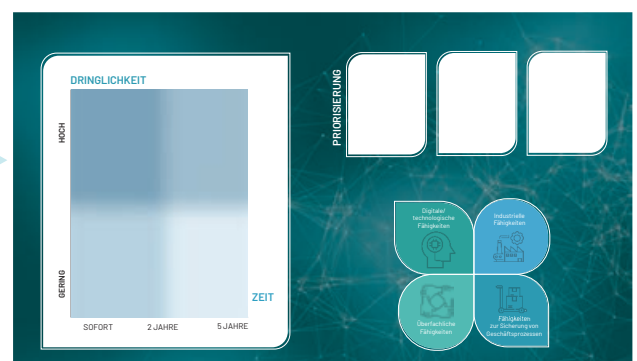 DRINGLICHKEIT
HOCH
GERING
ZEIT
SOFORT
2 JAHRE
5 JAHRE
PRIORISIERUNG
Digitale/
technologische
Fähigkeiten
Industrielle
Fähigkeiten
Überfachliche
Fähigkeiten
Fähigkeiten
zur Sicherung von
Geschäftsprozessen